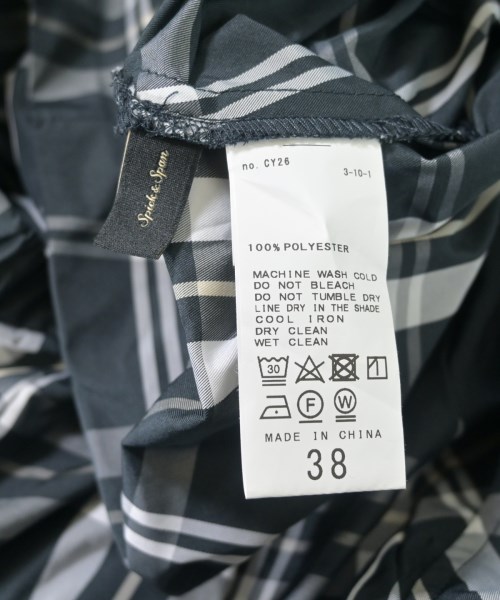 Spick & Span
no. CY26
3-10-1
100% POLYESTER
MACHINE WASH COLD
DO NOT BLEACH
DO NOT TUMBLE DRY
LINE DRY IN THE SHADE
COOL IRON
DRY CLEAN
WET CLEAN
30
F
W
MADE IN CHINA
38